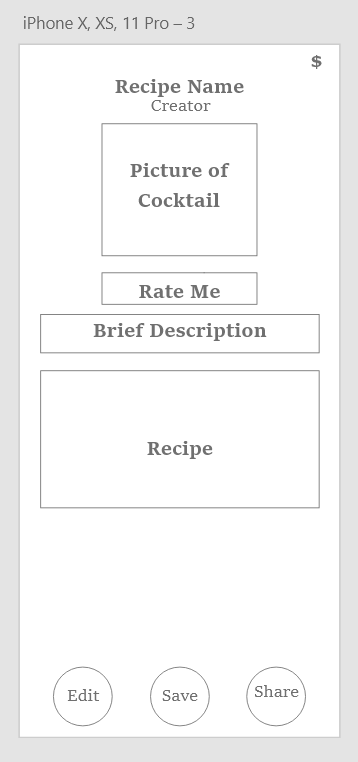 iPhone X, XS, 11 Pro – 3
$
Recipe Name
Creator
Picture of
Cocktail
Rate Me
Brief Description
Recipe
Edit
Save
Share